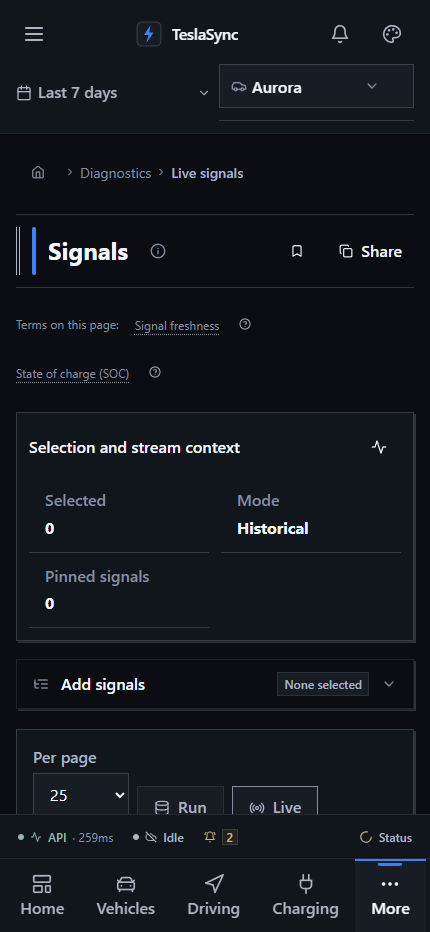 TeslaSync
Last 7 days
Aurora
Diagnostics
Live signals
Signals
Share
Terms on this page:
Signal freshness
State of charge (SOC)
Selection and stream context
Selected
Mode
0
Historical
Pinned signals
0
Add signals
None selected
Per page
25
Run
Live
API · 259ms
Idle
2
Status
Home
Vehicles
Driving
Charging
More